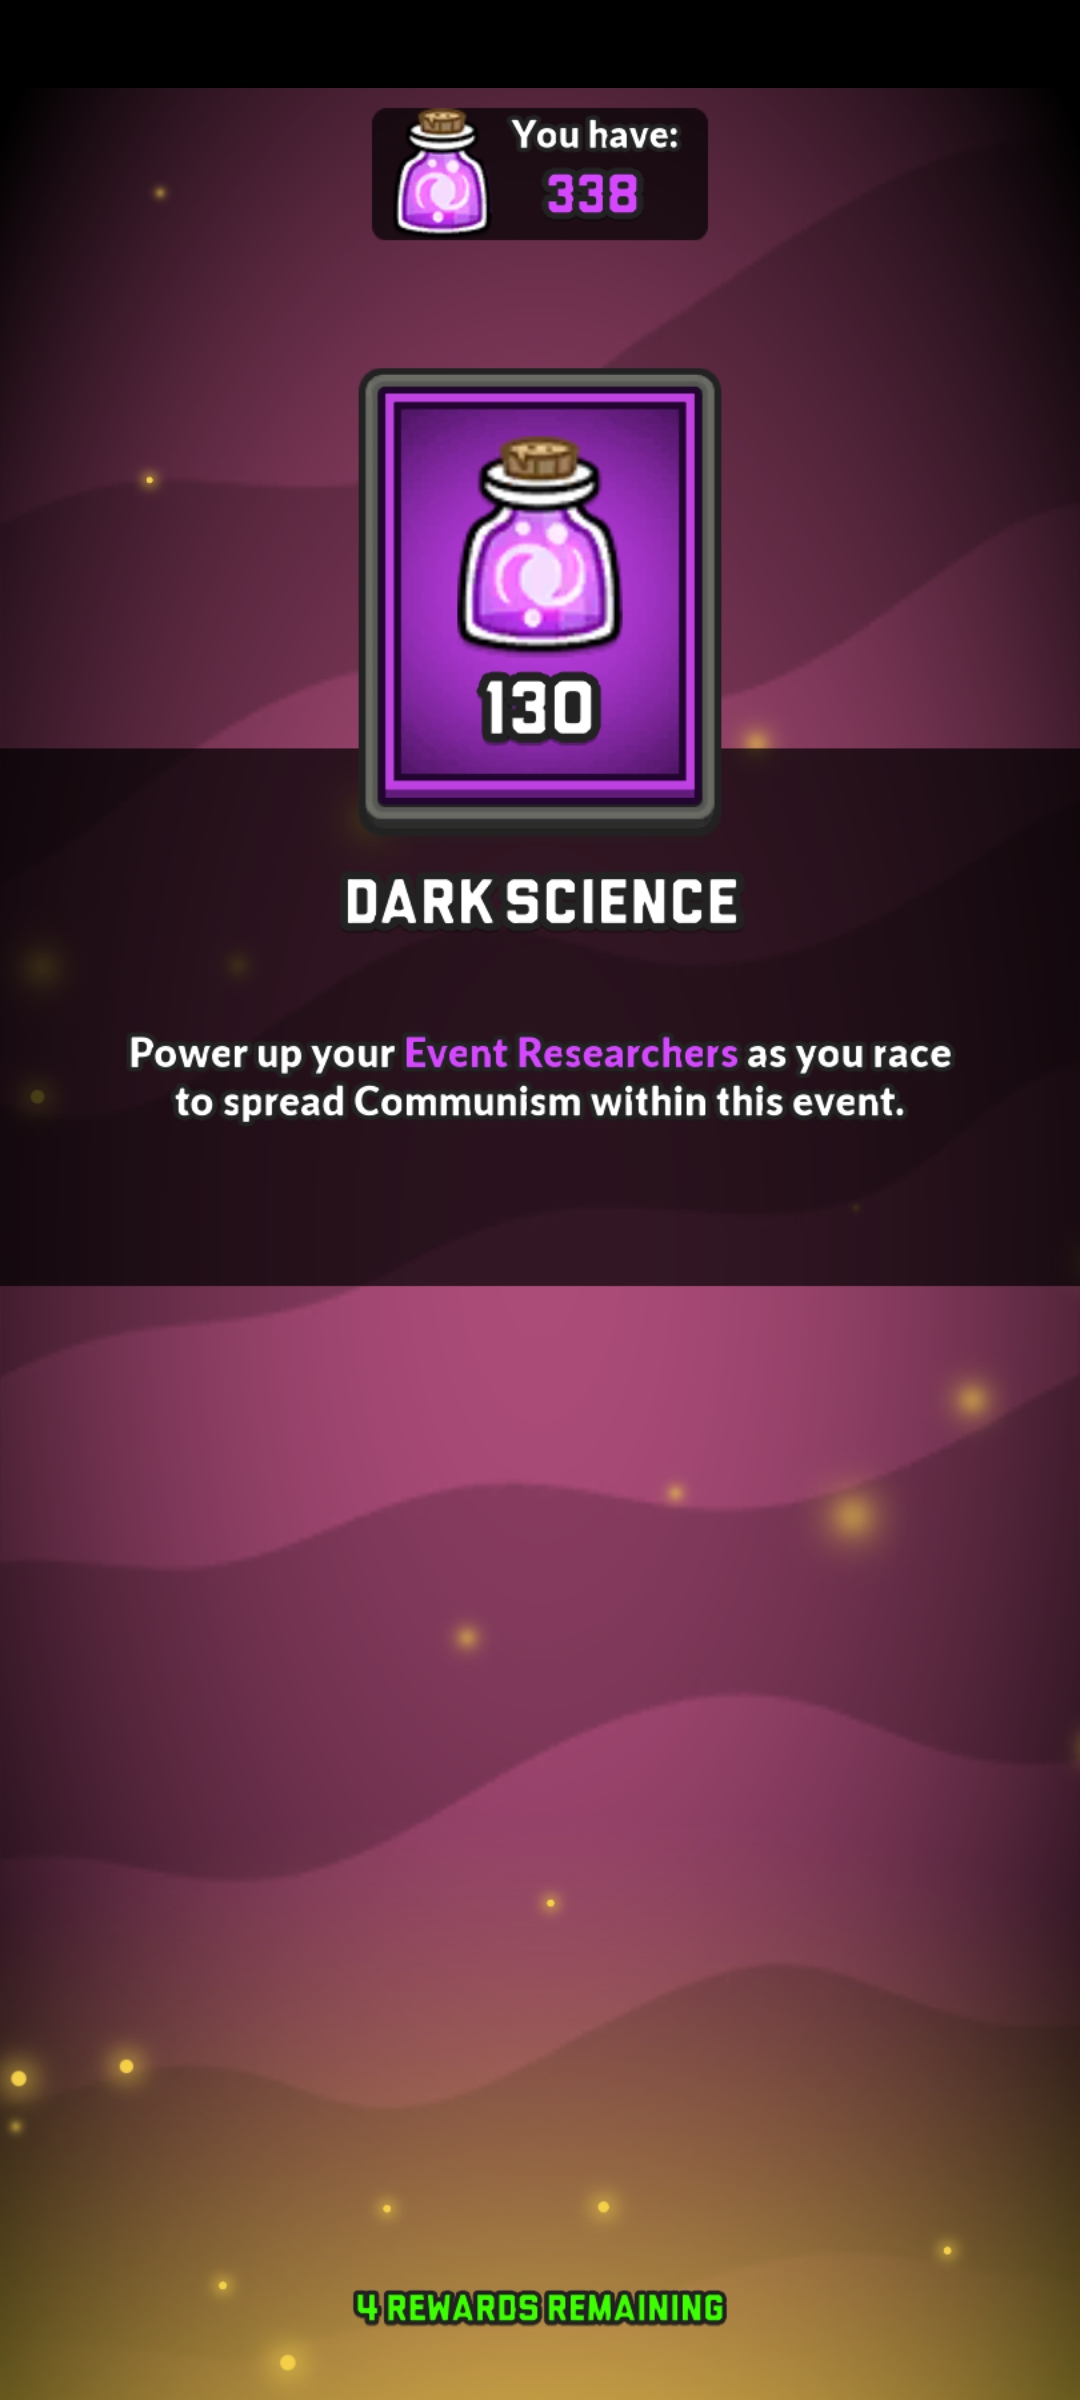 You have:
338
130
DARK SCIENCE
Power up your Event Researchers as you race
to spread Communism within this event.
4 REWARDS REMAINING